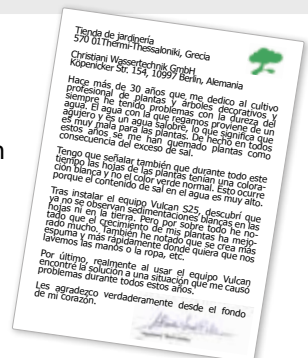 Tienda de jardinería
570 01Thermi-Thessaloniki, Grecia
Christiani Wassertechnik GmbH
Köpenicker Str. 154, 10997 Berlin, Alemania
Hace más de 30 años que me dedico al cultivo
profesional de plantas y árboles decorativos y
siempre he tenido problemas con la dureza del
agua. El agua con la que regamos proviene de un
agujero y es un agua salobre, lo que significa que
es muy mala para las plantas. De hecho en todos
estos años se me han quemado plantas como
consecuencia del exceso de sal.
Tengo que señalar también que durante todo este
tiempo las hojas de las plantas tenían una colora-
ción blanca y no el color verde normal. Esto ocurre
porque el contenido de sal en el agua es muy alto.
Tras instalar el equipo Vulcan S25, descubrí que
ya no se observan sedimentaciones blancas en las
hojas ni en la tierra. Pero por sobre todo he no-
tado que el crecimiento de mis plantas ha mejo-
rado mucho. También he notado que se crea más
espuma y más rápidamente donde quiera que nos
lavemos las manos o la ropa, etc.
Por último, realmente al usar el equipo Vulcan
encontré la solución a una situación que me causó
problemas durante todos estos años.
Les agradezco verdaderamente desde el fondo
de mi corazón.